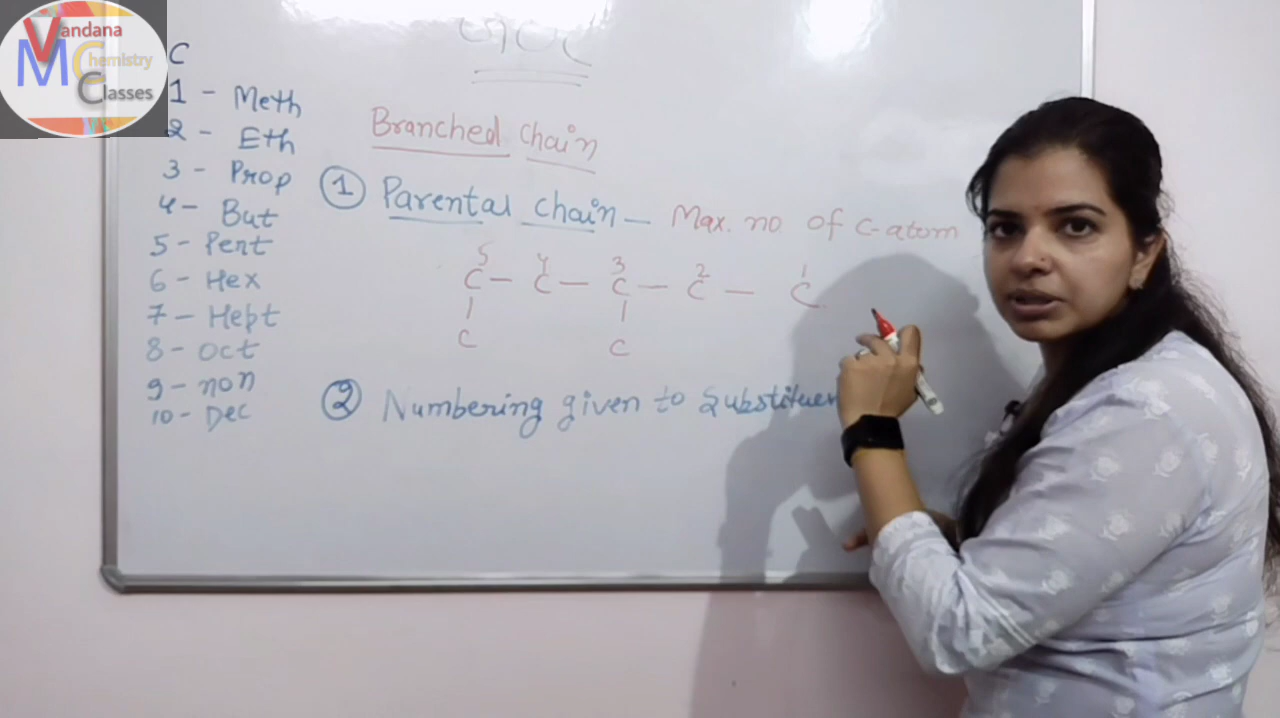 Vandana
Chemistry
Classes
M
C
1 - Meth
2 - Eth
3 - Prop
4 - But
5 - Pent
6 - Hex
7 - Hept
8 - Oct
9 - non
10 - Dec
Branched Chain
① Parental chain - Max. no of C-atom
5 4 3 2 1
C - C - C - C - C
| |
C C
② Numbering given to